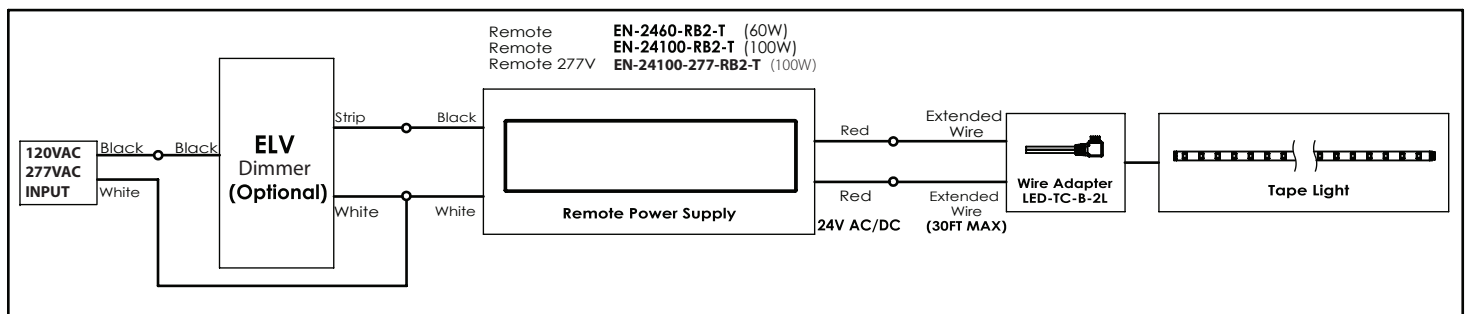 Remote EN-2460-RB2-T (60W)
Remote EN-24100-RB2-T (100W)
Remote 277V EN-24100-277-RB2-T (100W)
120VAC
277VAC
INPUT
Black
Black
White
ELV
Dimmer
(Optional)
Strip
Black
White
White
Remote Power Supply
Red
Red
24V AC/DC
Extended
Wire
Extended
Wire
(30FT MAX)
Wire Adapter
LED-TC-B-2L
Tape Light